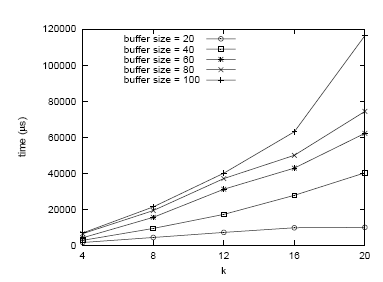 120000
100000
80000
60000
40000
20000
0
4
8
12
16
20
time (µs)
k
buffer size = 20
buffer size = 40
buffer size = 60
buffer size = 80
buffer size = 100